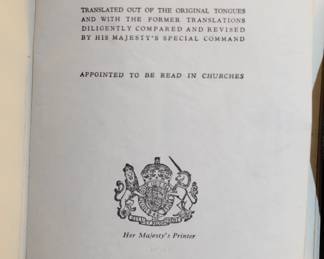 TRANSLATED OUT OF THE ORIGINAL TONGUES
AND WITH THE FORMER TRANSLATIONS
DILIGENTLY COMPARED AND REVISED
BY HIS MAJESTY'S SPECIAL COMMAND
APPOINTED TO BE READ IN CHURCHES
Her Majesty's Printer